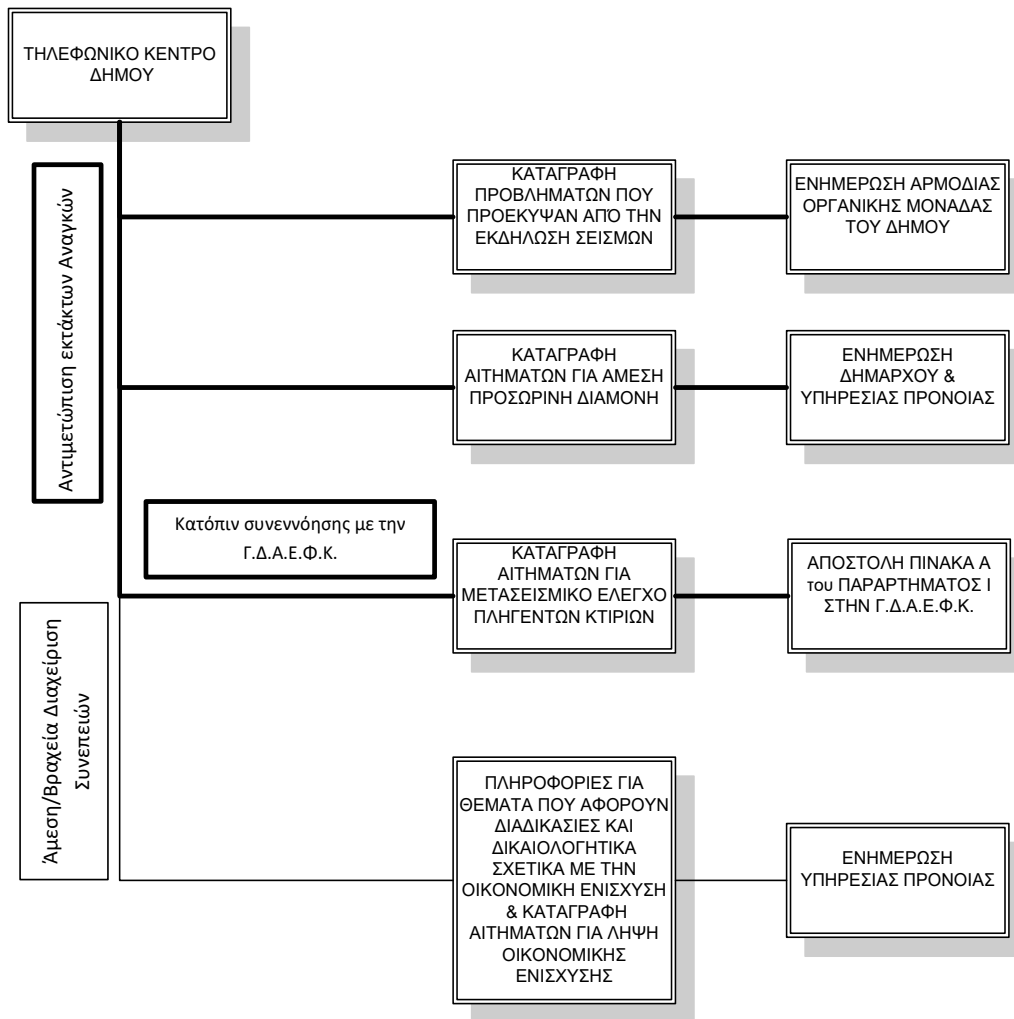 ΤΗΛΕΦΩΝΙΚΟ ΚΕΝΤΡΟ
ΔΗΜΟΥ
Αντιμετώπιση εκτάκτων Αναγκών
ΚΑΤΑΓΡΑΦΗ
ΠΡΟΒΛΗΜΑΤΩΝ ΠΟΥ
ΠΡΟΕΚΥΨΑΝ ΑΠΌ ΤΗΝ
ΕΚΔΗΛΩΣΗ ΣΕΙΣΜΩΝ
ΕΝΗΜΕΡΩΣΗ ΑΡΜΟΔΙΑΣ
ΟΡΓΑΝΙΚΗΣ ΜΟΝΑΔΑΣ
ΤΟΥ ΔΗΜΟΥ
ΚΑΤΑΓΡΑΦΗ
ΑΙΤΗΜΑΤΩΝ ΓΙΑ ΑΜΕΣΗ
ΠΡΟΣΩΡΙΝΗ ΔΙΑΜΟΝΗ
ΕΝΗΜΕΡΩΣΗ
ΔΗΜΑΡΧΟΥ &
ΥΠΗΡΕΣΙΑΣ ΠΡΟΝΟΙΑΣ
Κατόπιν συνεννόησης με την
Γ.Δ.Α.Ε.Φ.Κ.
ΚΑΤΑΓΡΑΦΗ
ΑΙΤΗΜΑΤΩΝ ΓΙΑ
ΜΕΤΑΣΕΙΣΜΙΚΟ ΕΛΕΓΧΟ
ΠΛΗΓΕΝΤΩΝ ΚΤΙΡΙΩΝ
ΑΠΟΣΤΟΛΗ ΠΙΝΑΚΑ Α
του ΠΑΡΑΡΤΗΜΑΤΟΣ Ι
ΣΤΗΝ Γ.Δ.Α.Ε.Φ.Κ.
Άμεση/Βραχεία Διαχείριση
Συνεπειών
ΠΛΗΡΟΦΟΡΙΕΣ ΓΙΑ
ΘΕΜΑΤΑ ΠΟΥ ΑΦΟΡΟΥΝ
ΔΙΑΔΙΚΑΣΙΕΣ ΚΑΙ
ΔΙΚΑΙΟΛΟΓΗΤΙΚΑ
ΣΧΕΤΙΚΑ ΜΕ ΤΗΝ
ΟΙΚΟΝΟΜΙΚΗ ΕΝΙΣΧΥΣΗ
& ΚΑΤΑΓΡΑΦΗ
ΑΙΤΗΜΑΤΩΝ ΓΙΑ ΛΗΨΗ
ΟΙΚΟΝΟΜΙΚΗΣ
ΕΝΙΣΧΥΣΗΣ
ΕΝΗΜΕΡΩΣΗ
ΥΠΗΡΕΣΙΑΣ ΠΡΟΝΟΙΑΣ